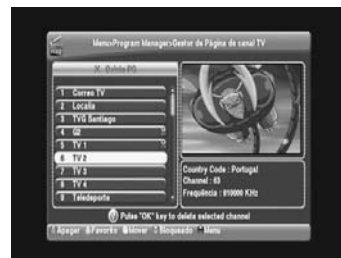 Menu>Program Manager>Gestor de Página de canal TV
X Delete PG
1 Correo TV
2 Localia
3 TVG Santiago
4 G2
5 TV 1
6 TV 2
7 TV 3
8 TV 4
9 Teledeporte
Country Code : Portugal
Channel : 63
Frequência : 810000 KHz
Pulse "OK" key to delete selected channel
Apagar Favorito Mover Bloqueado Menu